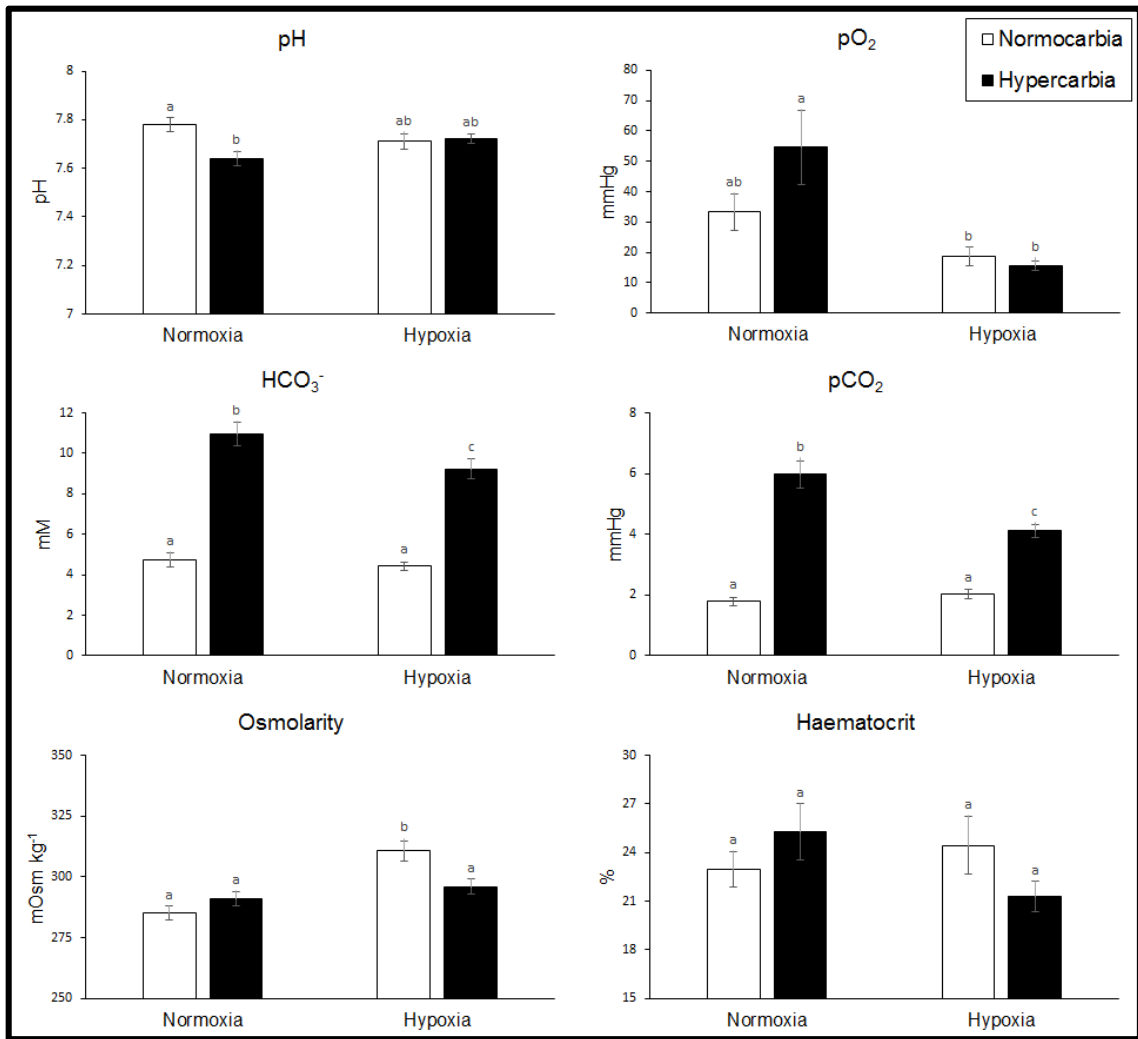 pH
pO₂
Normocarbia
Hypercarbia
8
7.8
7.6
7.4
7.2
7
pH
a
b
ab
ab
Normoxia
Hypoxia
80
70
60
50
40
30
20
10
0
mmHg
ab
a
b
b
Normoxia
Hypoxia
HCO₃⁻
12
10
8
6
4
2
0
mM
a
b
a
c
Normoxia
Hypoxia
pCO₂
8
6
4
2
0
mmHg
a
b
a
c
Normoxia
Hypoxia
Osmolarity
350
325
300
275
250
mOsm kg⁻¹
a
a
b
a
Normoxia
Hypoxia
Haematocrit
30
27
24
21
18
15
%
a
a
a
a
Normoxia
Hypoxia